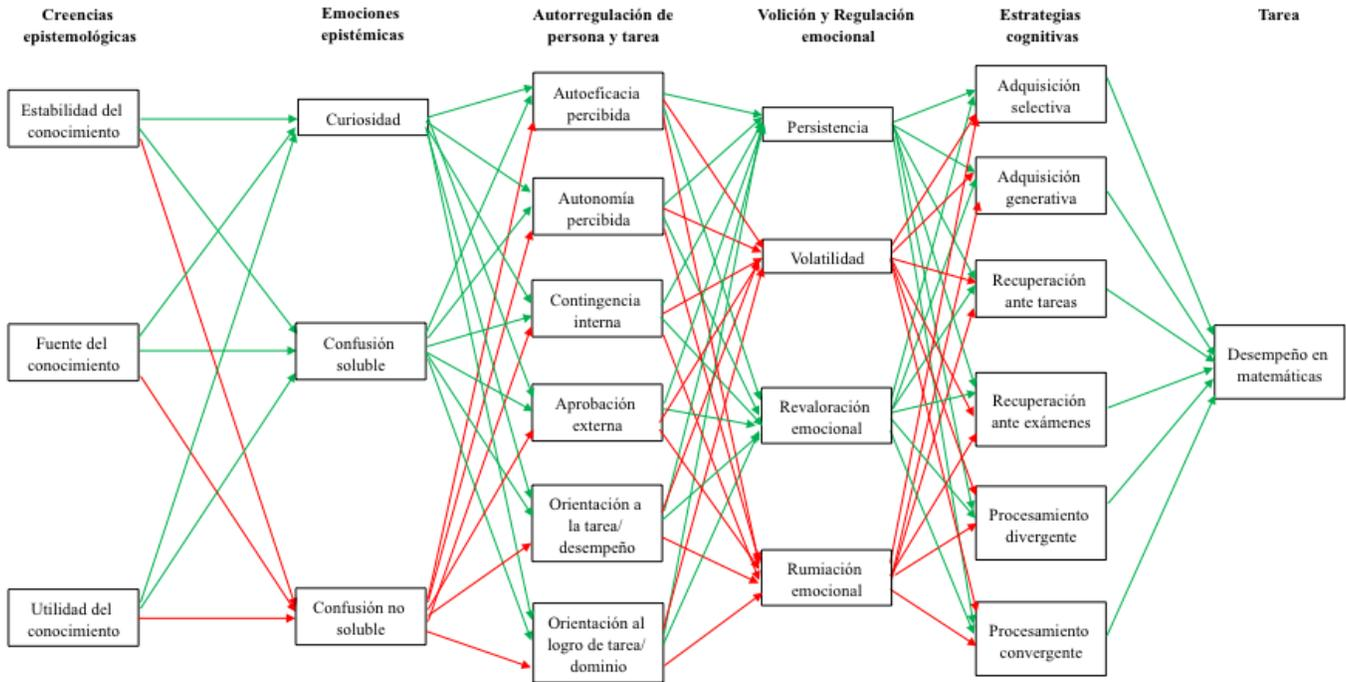 Creencias
epistemológicas
Emociones
epistémicas
Autorregulación de
persona y tarea
Volición y Regulación
emocional
Estrategias
cognitivas
Tarea
Estabilidad del
conocimiento
Fuente del
conocimiento
Utilidad del
conocimiento
Curiosidad
Confusión
soluble
Confusión no
soluble
Autoeficacia
percibida
Autonomía
percibida
Contingencia
interna
Aprobación
externa
Orientación a
la tarea/
desempeño
Orientación al
logro de tarea/
dominio
Persistencia
Volatilidad
Revaloración
emocional
Rumiación
emocional
Adquisición
selectiva
Adquisición
generativa
Recuperación
ante tareas
Recuperación
ante exámenes
Procesamiento
divergente
Procesamiento
convergente
Desempeño en
matemáticas